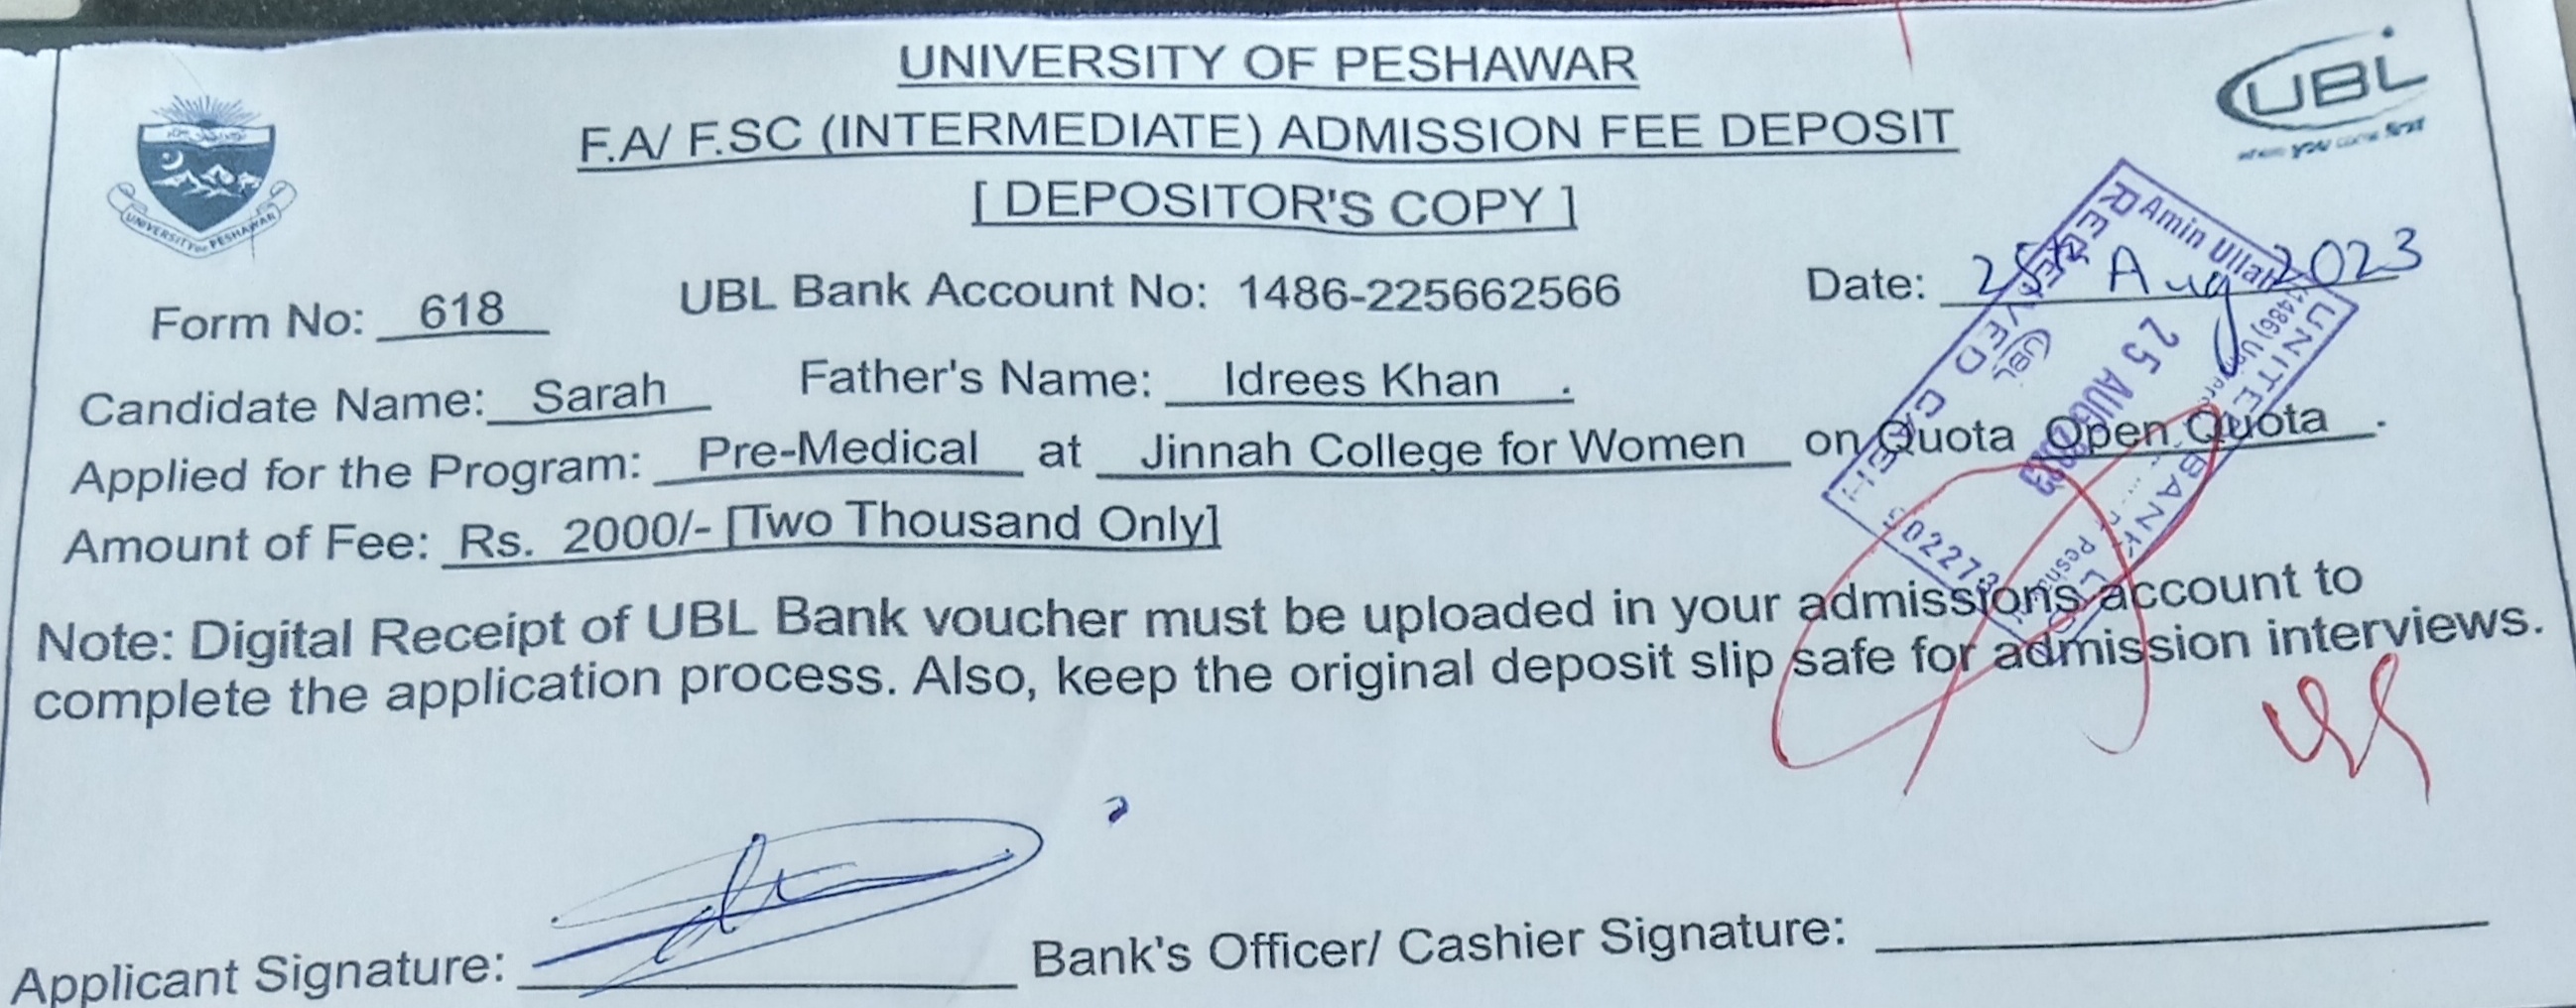 UNIVERSITY OF PESHAWAR
F.A/ F.SC (INTERMEDIATE) ADMISSION FEE DEPOSIT
[ DEPOSITOR'S COPY ]
UNIVERSITY OF PESHAWAR
UBL
where you come first
Form No: 618 UBL Bank Account No: 1486-225662566 Date: 25th Aug 2023
Candidate Name: Sarah Father's Name: Idrees Khan .
Applied for the Program: Pre-Medical at Jinnah College for Women on Quota Open Quota .
Amount of Fee: Rs. 2000/- [Two Thousand Only]
RECEIVED CASH
UBL
25 AUG 2023
Amin Ullah
502273
(1486)
UNITED BANK
Note: Digital Receipt of UBL Bank voucher must be uploaded in your admissions account to
complete the application process. Also, keep the original deposit slip safe for admission interviews.
Applicant Signature: Bank's Officer/ Cashier Signature: